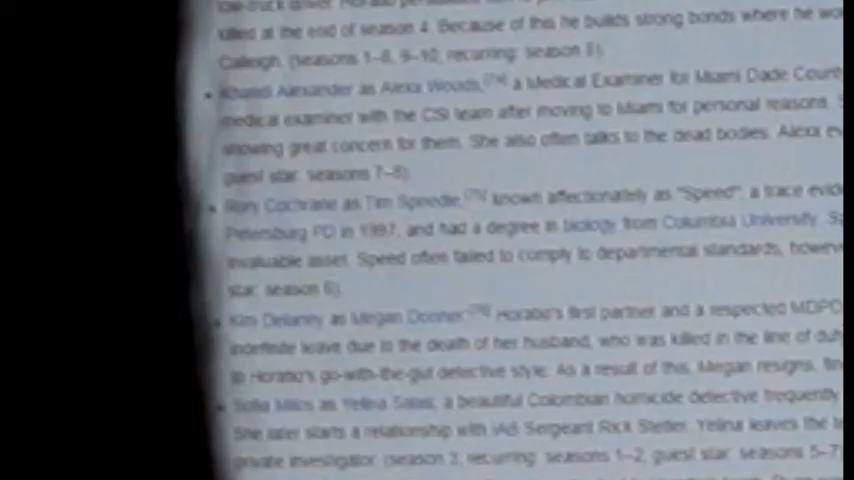 killed at the end of season 4. Because of this he builds strong bonds where he
Calleigh. (seasons 1–8, 9–10, recurring: season
Khandi Alexander as Alexx Woods, a Medical Examiner for Miami Dade
medical examiner with the CSI team after moving to Miami for personal reasons.
showing great concern for them. She also often talks to the dead bodies. Alexx
guest star: seasons 7–8)
Rory Cochrane as Tim Speedle, known affectionately as "Speed", a trace
Petersburg PD in 1997, and had a degree in biology from Columbia University.
invaluable asset. Speed often failed to comply to departmental standards,
star: season 6)
Kim Delaney as Megan Donner, Horatio's first partner and a respected MDPD
indefinite leave due to the death of her husband, who was killed in the line of
to Horatio's go-with-the-gut detective style. As a result of this, Megan resigns,
Sofia Milos as Yelina Salas, a beautiful Colombian homicide detective frequently
She later starts a relationship with IAB Sergeant Rick Stetler. Yelina leaves the
private investigator. (season 3, recurring: seasons 1–2, guest star: seasons 5–7)